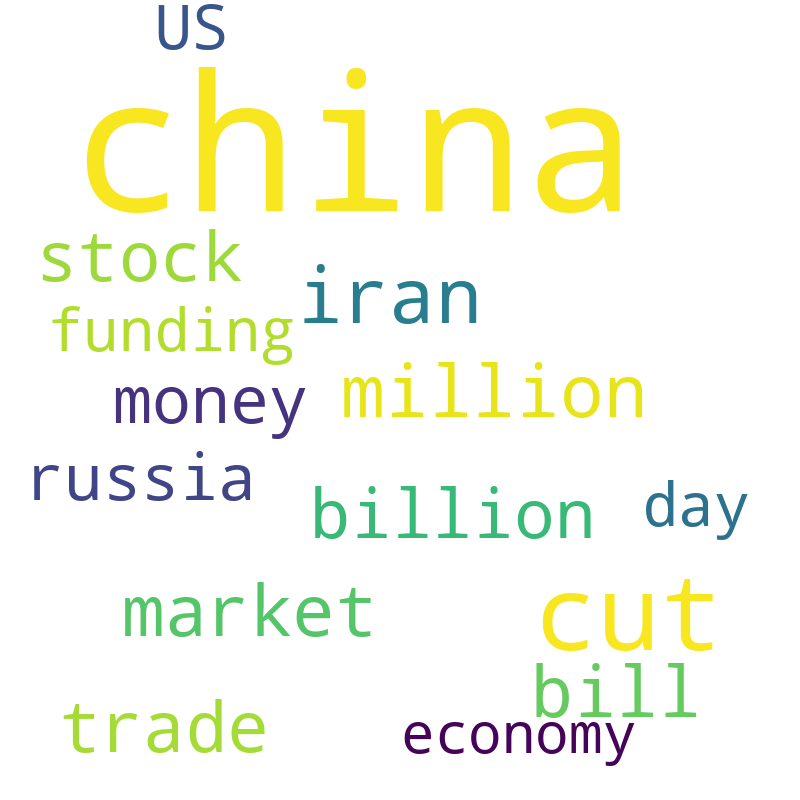 US
china
stock
iran
funding
million
money
russia
billion
day
market
cut
bill
trade
economy